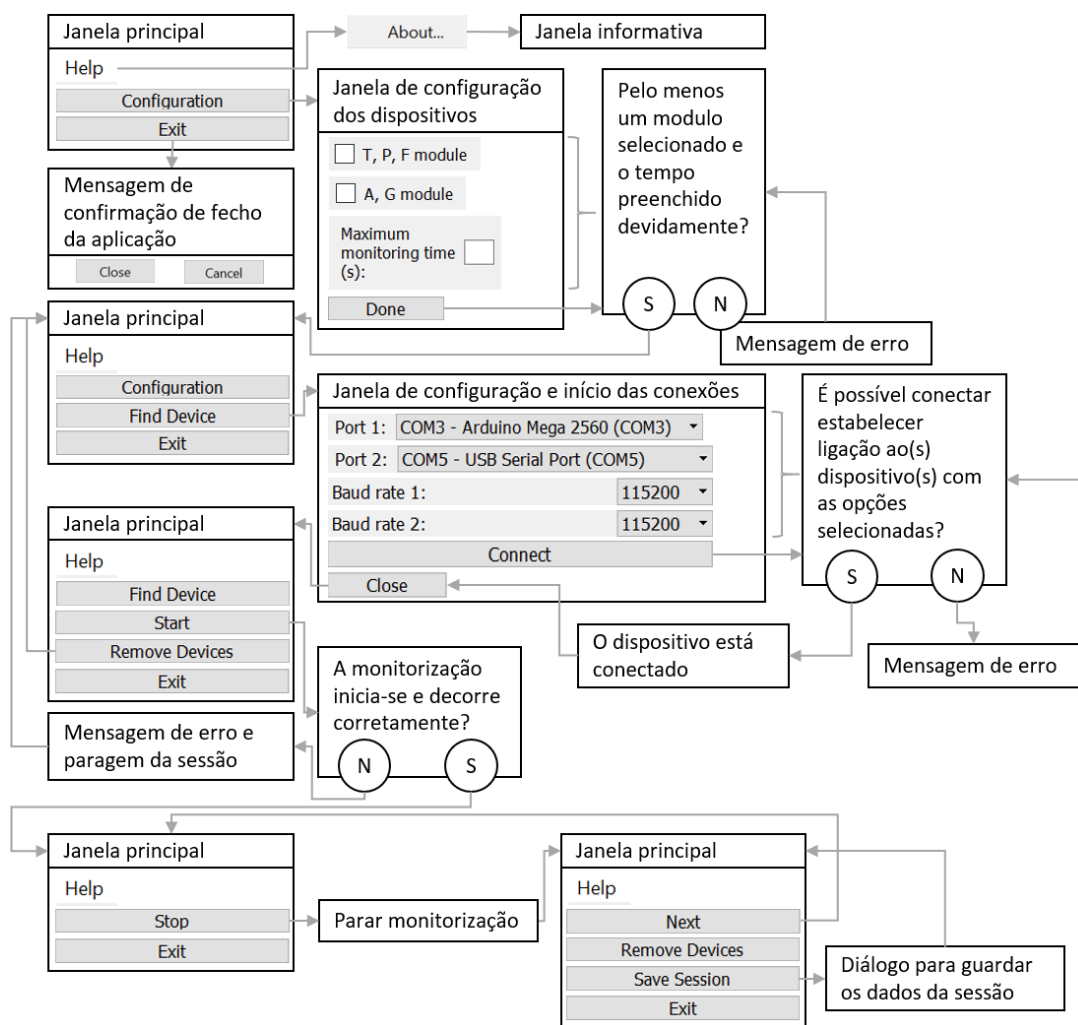 Janela principal
Help
Configuration
Exit
About...
Janela informativa
Janela de configuração
dos dispositivos
T, P, F module
A, G module
Maximum
monitoring time
(s):
Done
Pelo menos
um modulo
selecionado e
o tempo
preenchido
devidamente?
S
N
Mensagem de erro
Mensagem de
confirmação de fecho
da aplicação
Close
Cancel
Janela principal
Help
Configuration
Find Device
Exit
Janela de configuração e início das conexões
Port 1: COM3 - Arduino Mega 2560 (COM3)
Port 2: COM5 - USB Serial Port (COM5)
Baud rate 1: 115200
Baud rate 2: 115200
Connect
Close
É possível conectar
estabelecer
ligação ao(s)
dispositivo(s) com
as opções
selecionadas?
S
N
Mensagem de erro
O dispositivo está
conectado
Janela principal
Help
Find Device
Start
Remove Devices
Exit
A monitorização
inicia-se e decorre
corretamente?
N
S
Mensagem de erro e
paragem da sessão
Janela principal
Help
Stop
Exit
Parar monitorização
Janela principal
Help
Next
Remove Devices
Save Session
Exit
Diálogo para guardar
os dados da sessão